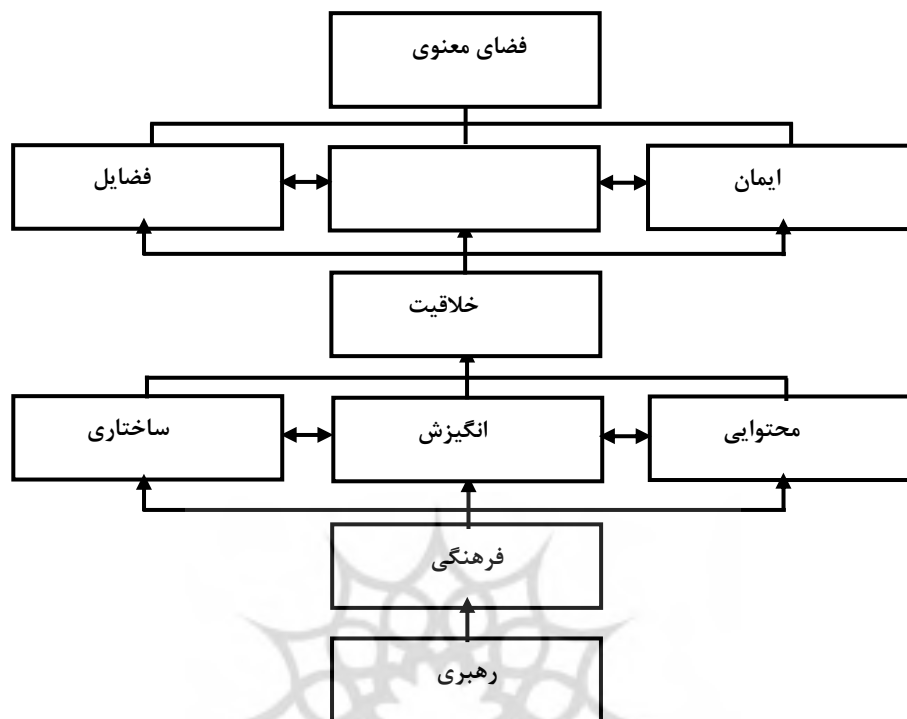 فضای معنوی
ایمان
فضایل
خلاقیت
محتوایی
انگیزش
ساختاری
فرهنگی
رهبری